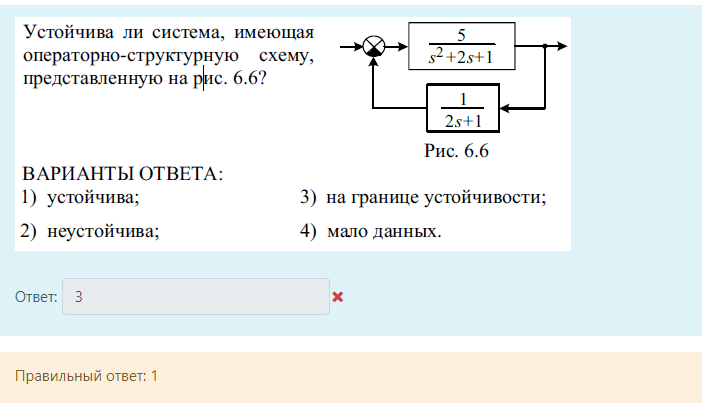 Устойчива ли система, имеющая
операторно-структурную схему,
представленную на рис. 6.6?
5
s²+2s+1
1
2s+1
Рис. 6.6
ВАРИАНТЫ ОТВЕТА:
1) устойчива;
3) на границе устойчивости;
2) неустойчива;
4) мало данных.
Ответ: 3
Правильный ответ: 1